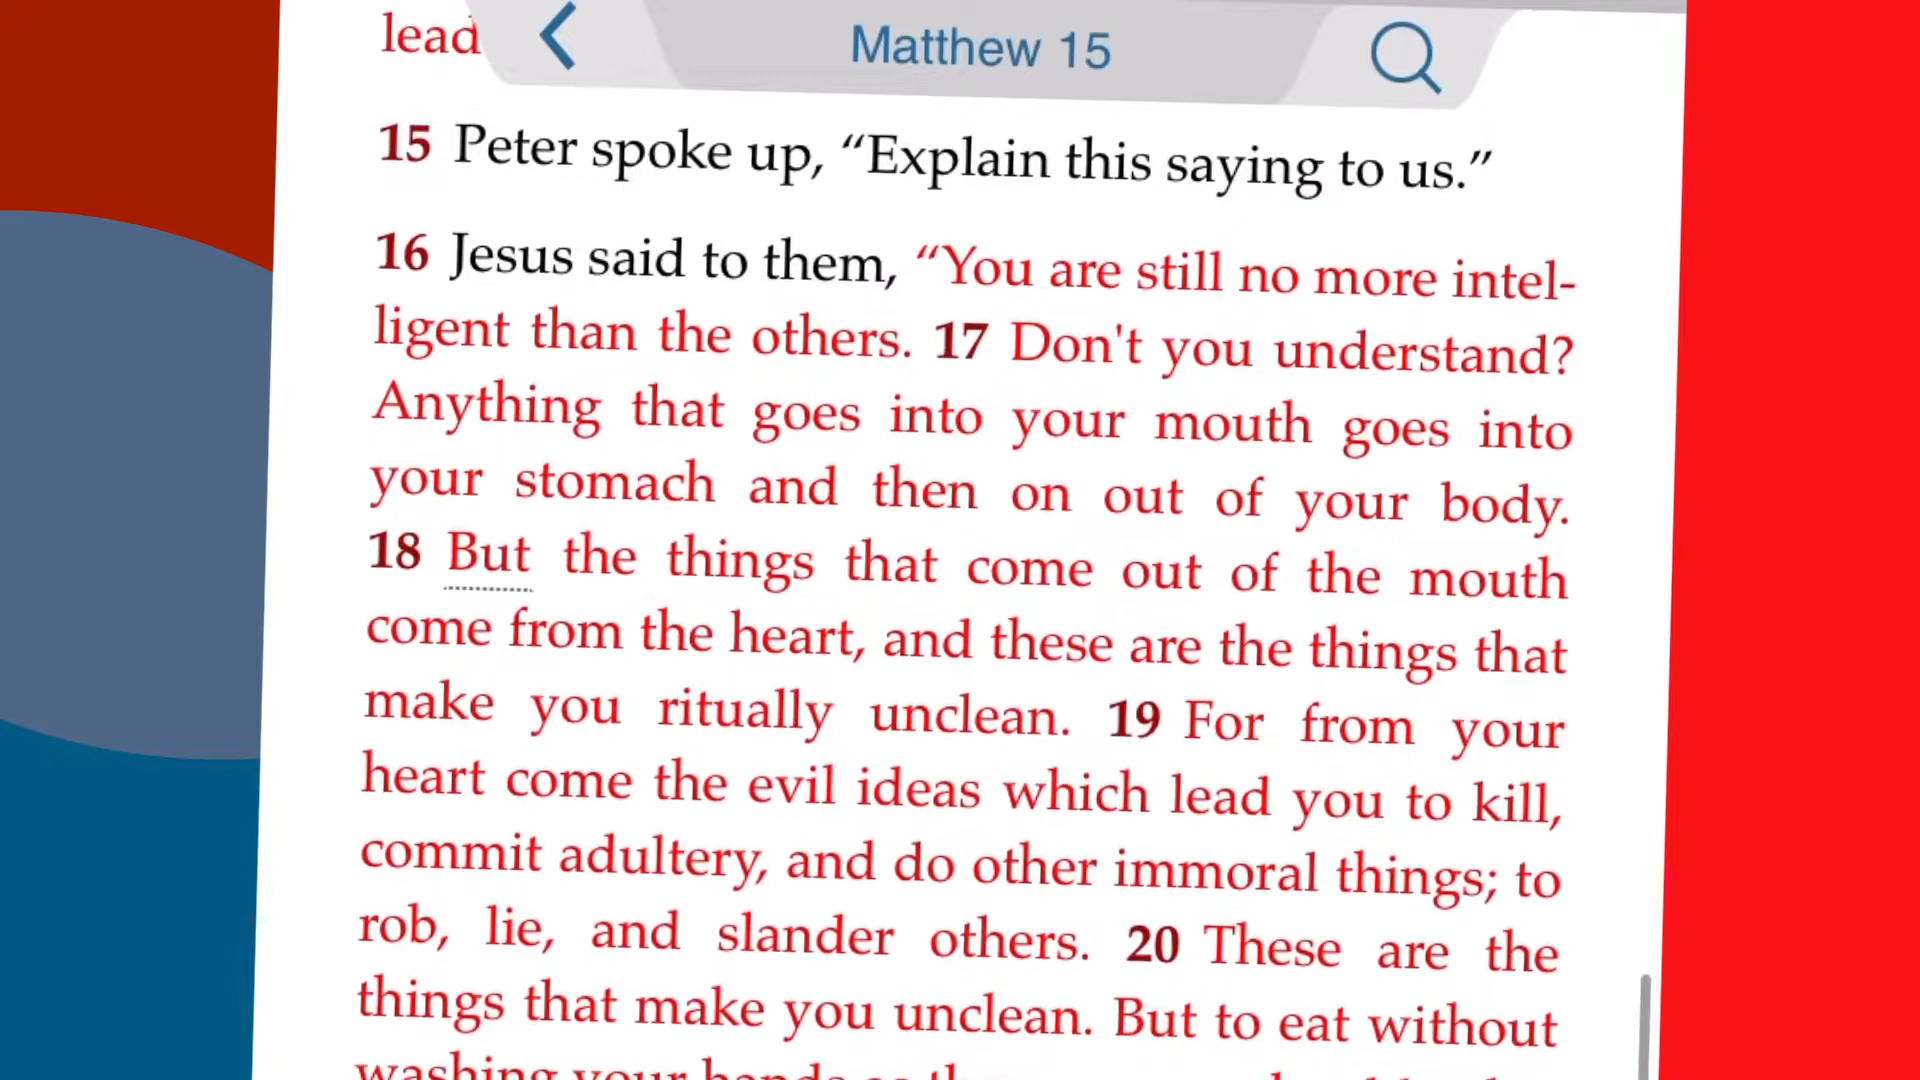 lead
Matthew 15
15 Peter spoke up, “Explain this saying to us.”
16 Jesus said to them, “You are still no more intel-
ligent than the others. 17 Don't you understand?
Anything that goes into your mouth goes into
your stomach and then on out of your body.
18 But the things that come out of the mouth
come from the heart, and these are the things that
make you ritually unclean. 19 For from your
heart come the evil ideas which lead you to kill,
commit adultery, and do other immoral things; to
rob, lie, and slander others. 20 These are the
things that make you unclean. But to eat without
washing your hands